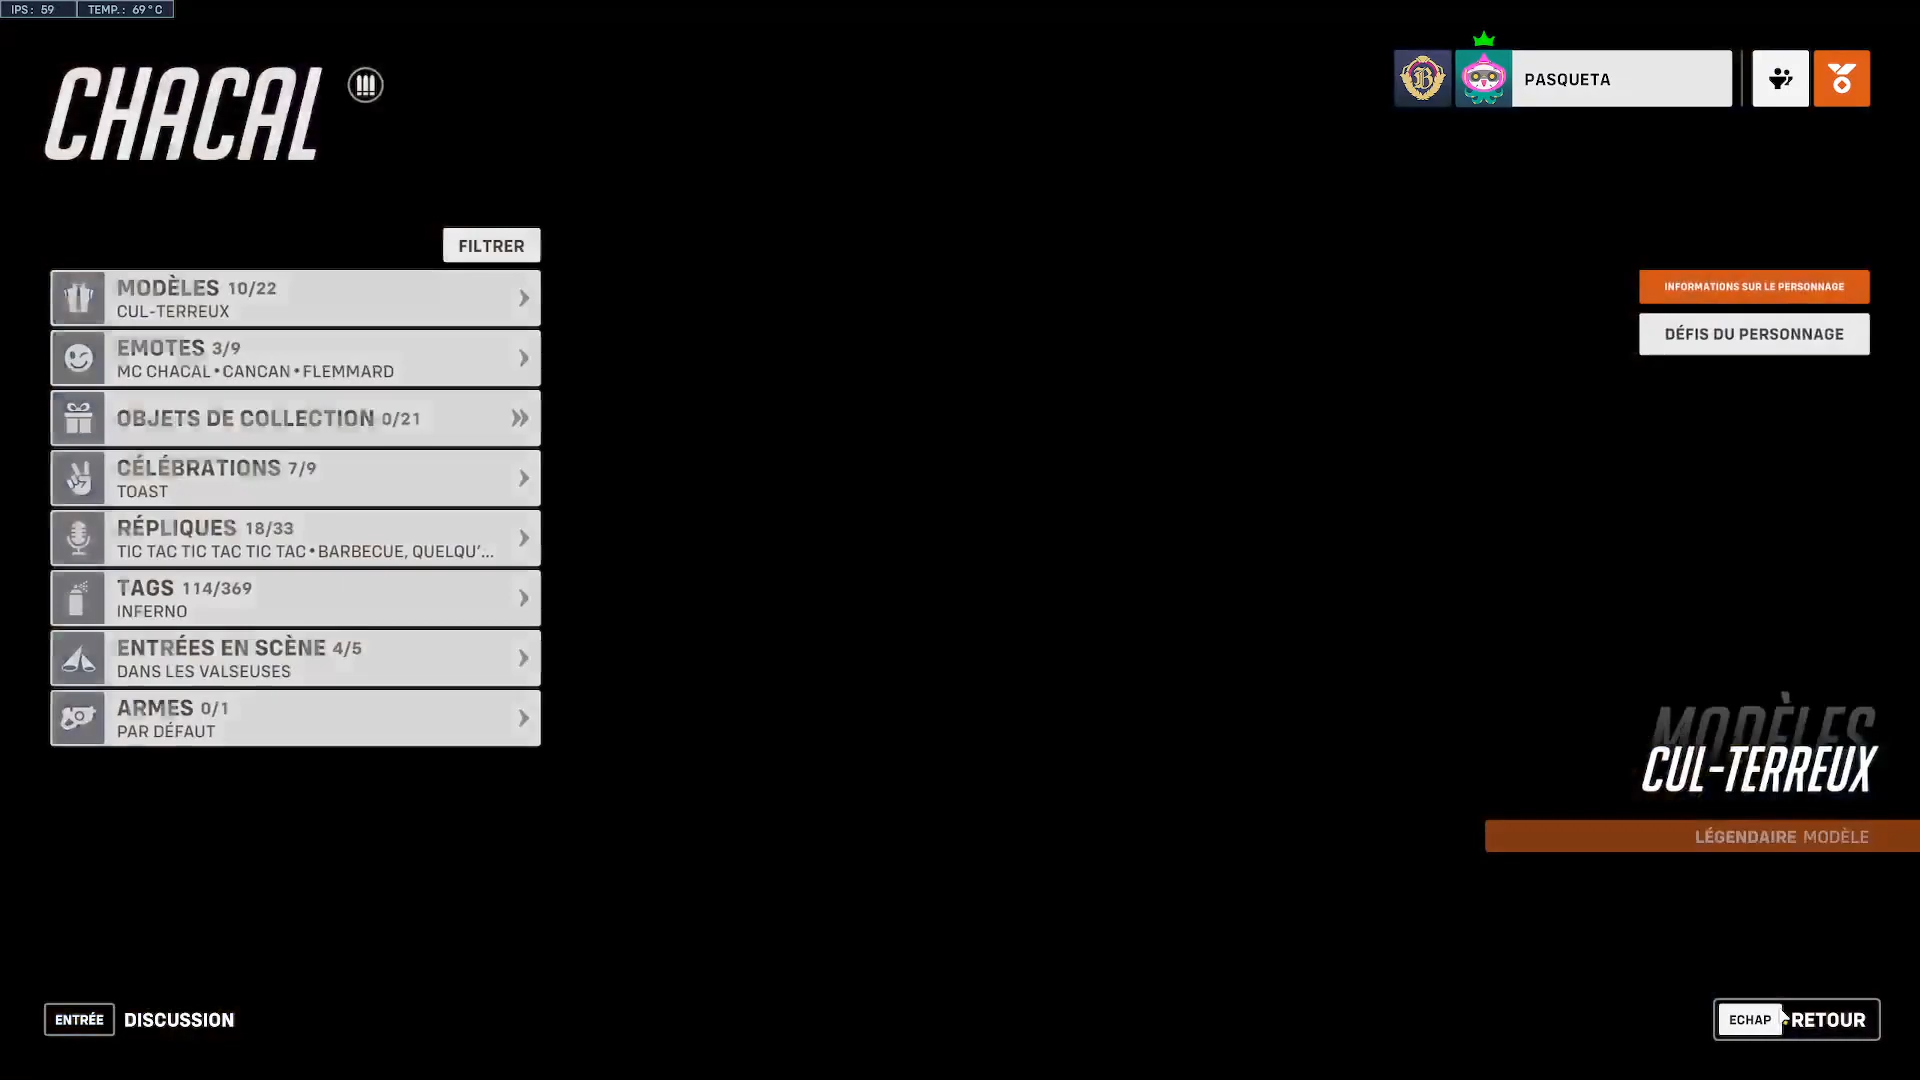 IPS: 59
TEMP.: 69°C
CHACAL
B
PASQUETA
FILTRER
MODÈLES 10/22
CUL-TERREUX
EMOTES 3/9
MC CHACAL•CANCAN•FLEMMARD
OBJETS DE COLLECTION 0/21
CÉLÉBRATIONS 7/9
TOAST
RÉPLIQUES 18/33
TIC TAC TIC TAC TIC TAC•BARBECUE, QUELQU'...
TAGS 114/369
INFERNO
ENTRÉES EN SCÈNE 4/5
DANS LES VALSEUSES
ARMES 0/1
PAR DÉFAUT
INFORMATIONS SUR LE PERSONNAGE
DÉFIS DU PERSONNAGE
MODÈLES
CUL-TERREUX
LÉGENDAIRE MODÈLE
ENTRÉE DISCUSSION
ECHAP RETOUR